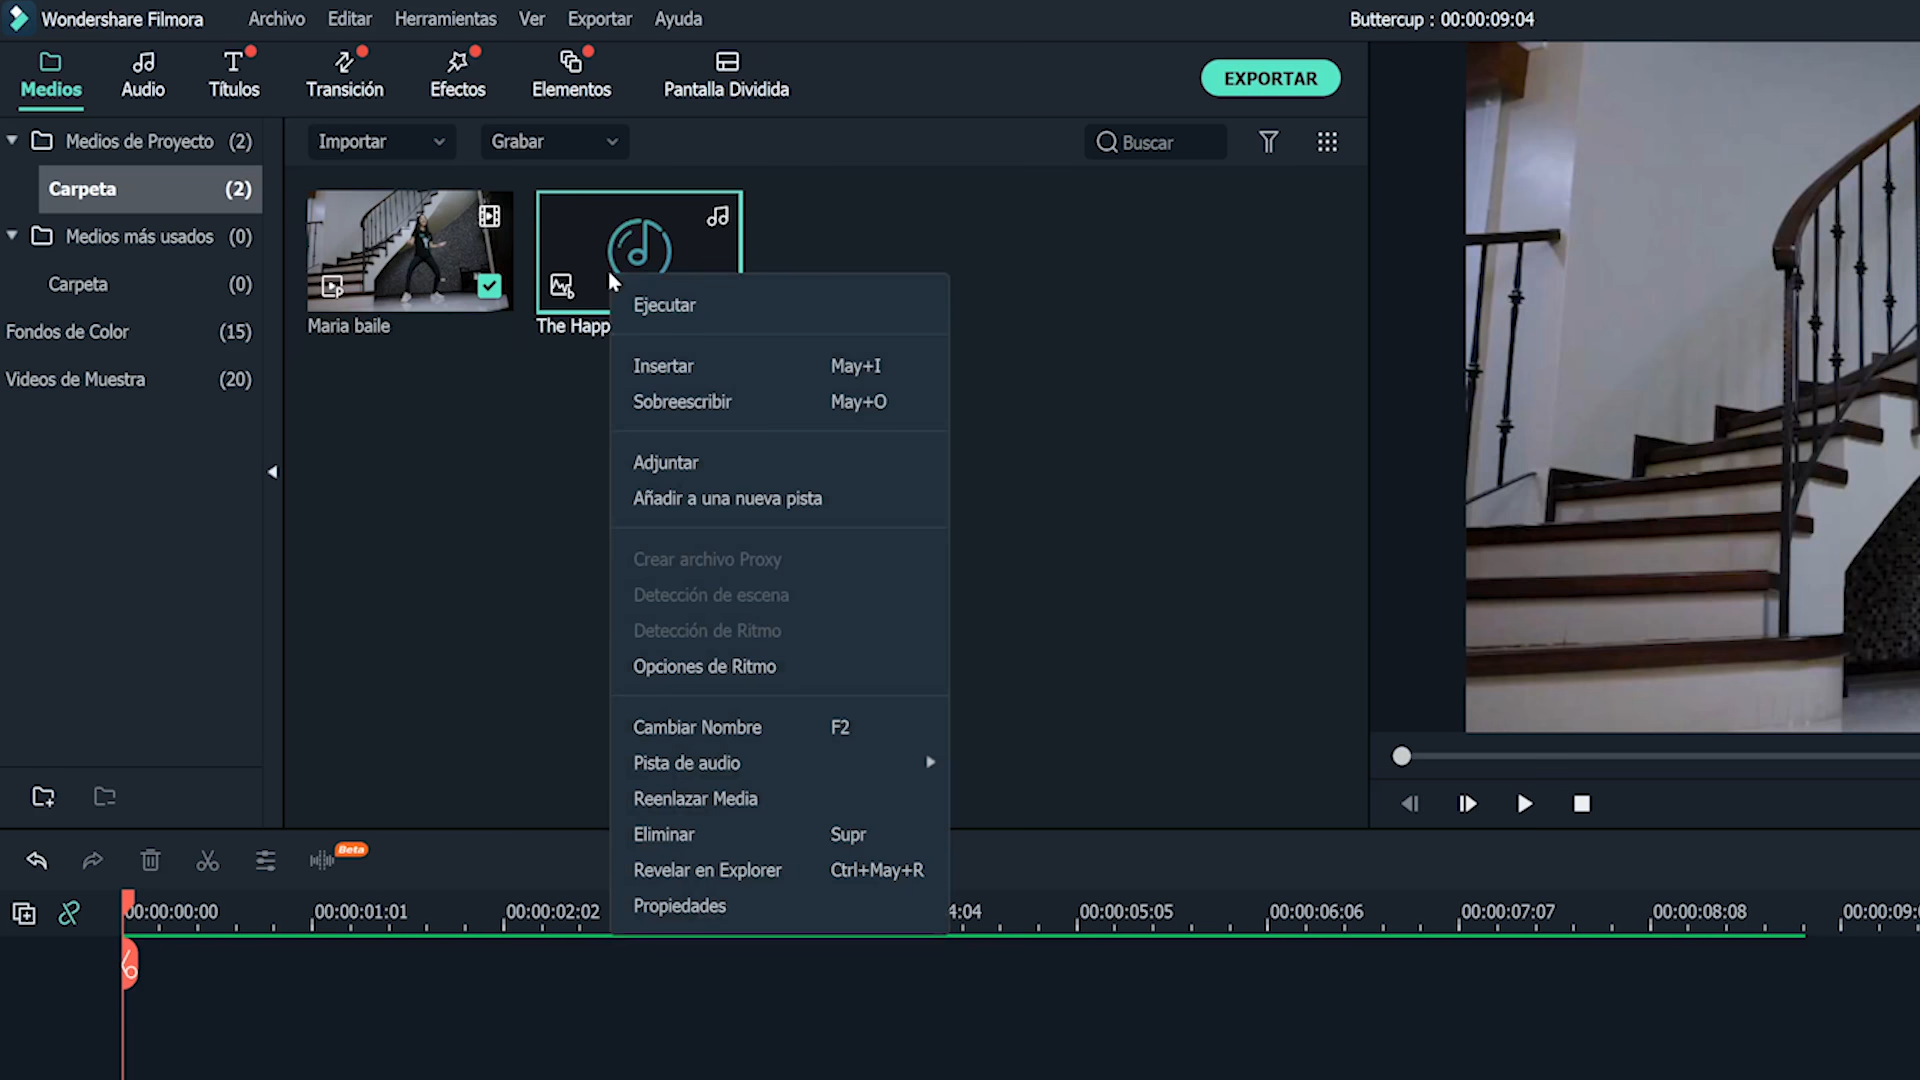 Wondershare Filmora Archivo Editar Herramientas Ver Exportar Ayuda Buttercup : 00:00:09:04
Medios Audio Títulos Transición Efectos Elementos Pantalla Dividida EXPORTAR
Medios de Proyecto (2)
Importar Grabar Buscar
Carpeta (2)
Medios más usados (0)
Carpeta (0)
Fondos de Color (15)
Videos de Muestra (20)
Maria baile The Happ
Ejecutar
Insertar May+I
Sobreescribir May+O
Adjuntar
Añadir a una nueva pista
Crear archivo Proxy
Detección de escena
Detección de Ritmo
Opciones de Ritmo
Cambiar Nombre F2
Pista de audio
Reenlazar Media
Eliminar Supr
Revelar en Explorer Ctrl+May+R
Propiedades
Beta
00:00:00:00 00:00:01:01 00:00:02:02 4:04 00:00:05:05 00:00:06:06 00:00:07:07 00:00:08:08 00:00:09:0